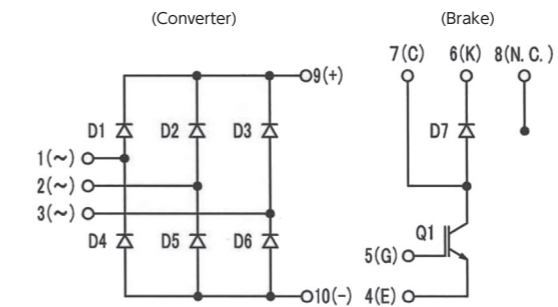 (Converter) (Brake)
7(C) 6(K) 8(N.C.)
9(+)
D1 D2 D3 D7
1(~)
2(~)
3(~)
D4 D5 D6 Q1
5(G)
10(-) 4(E)